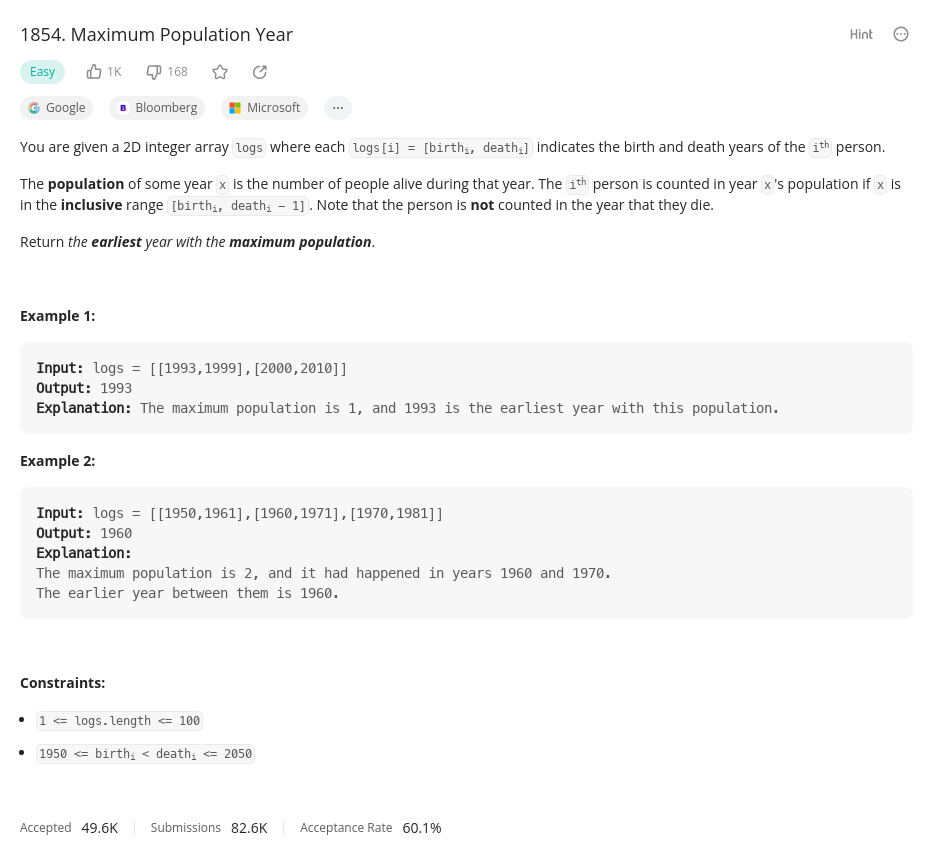 1854. Maximum Population Year
Hint
Easy
1K
168
Google
Bloomberg
Microsoft
You are given a 2D integer array logs where each logs[i] = [birthi, deathi] indicates the birth and death years of the ith person.
The population of some year x is the number of people alive during that year. The ith person is counted in year x's population if x is
in the inclusive range [birthi, deathi - 1]. Note that the person is not counted in the year that they die.
Return the earliest year with the maximum population.
Example 1:
Input: logs = [[1993,1999],[2000,2010]]
Output: 1993
Explanation: The maximum population is 1, and 1993 is the earliest year with this population.
Example 2:
Input: logs = [[1950,1961],[1960,1971],[1970,1981]]
Output: 1960
Explanation:
The maximum population is 2, and it had happened in years 1960 and 1970.
The earlier year between them is 1960.
Constraints:
• 1 <= logs.length <= 100
• 1950 <= birthi < deathi <= 2050
Accepted 49.6K
Submissions 82.6K
Acceptance Rate 60.1%